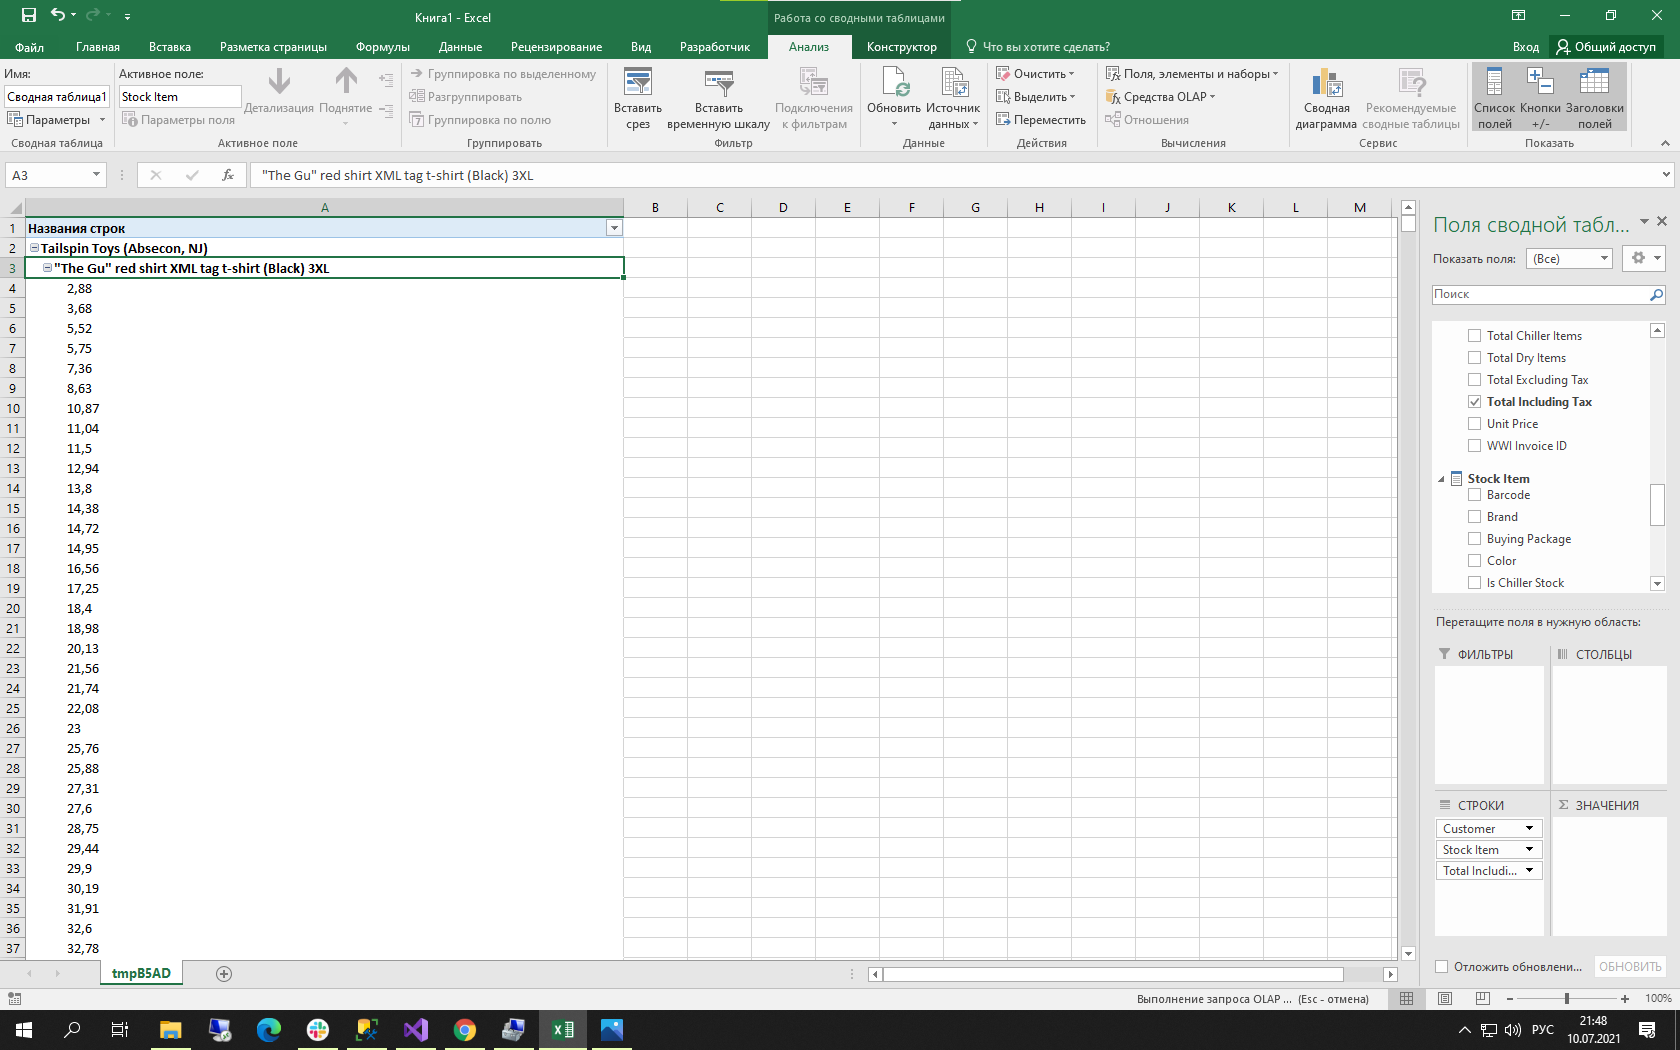 Книга1 - Excel
Работа со сводными таблицами
Файл
Главная
Вставка
Разметка страницы
Формулы
Данные
Рецензирование
Вид
Разработчик
Анализ
Конструктор
Что вы хотите сделать?
Вход
Общий доступ
Имя:
Сводная таблица1
Параметры
Сводная таблица
Активное поле:
Stock Item
Параметры поля
Детализация
Поднятие
Активное поле
Группировка по выделенному
Разгруппировать
Группировка по полю
Группировать
Вставить
срез
Вставить
временную шкалу
Подключения
к фильтрам
Фильтр
Обновить
Источник
данных
Данные
Очистить
Выделить
Переместить
Действия
Поля, элементы и наборы
Средства OLAP
Отношения
Вычисления
Сводная
диаграмма
Рекомендуемые
сводные таблицы
Сервис
Список
полей
Кнопки
+/-
Заголовки
полей
Показать
A3
fx
"The Gu" red shirt XML tag t-shirt (Black) 3XL
A B C D E F G H I J K L M
1 Названия строк
2 Tailspin Toys (Absecon, NJ)
3 "The Gu" red shirt XML tag t-shirt (Black) 3XL
4 2,88
5 3,68
6 5,52
7 5,75
8 7,36
9 8,63
10 10,87
11 11,04
12 11,5
13 12,94
14 13,8
15 14,38
16 14,72
17 14,95
18 16,56
19 17,25
20 18,4
21 18,98
22 20,13
23 21,56
24 21,74
25 22,08
26 23
27 25,76
28 25,88
29 27,31
30 27,6
31 28,75
32 29,44
33 29,9
34 30,19
35 31,91
36 32,6
37 32,78
Поля сводной табл...
Показать поля:
(Все)
Поиск
Total Chiller Items
Total Dry Items
Total Excluding Tax
Total Including Tax
Unit Price
WWI Invoice ID
Stock Item
Barcode
Brand
Buying Package
Color
Is Chiller Stock
Перетащите поля в нужную область:
ФИЛЬТРЫ
СТОЛБЦЫ
СТРОКИ
Σ ЗНАЧЕНИЯ
Customer
Stock Item
Total Includi...
Отложить обновлени...
ОБНОВИТЬ
tmpB5AD
Выполнение запроса OLAP ... (Esc - отмена)
100%
РУС
21:48
10.07.2021